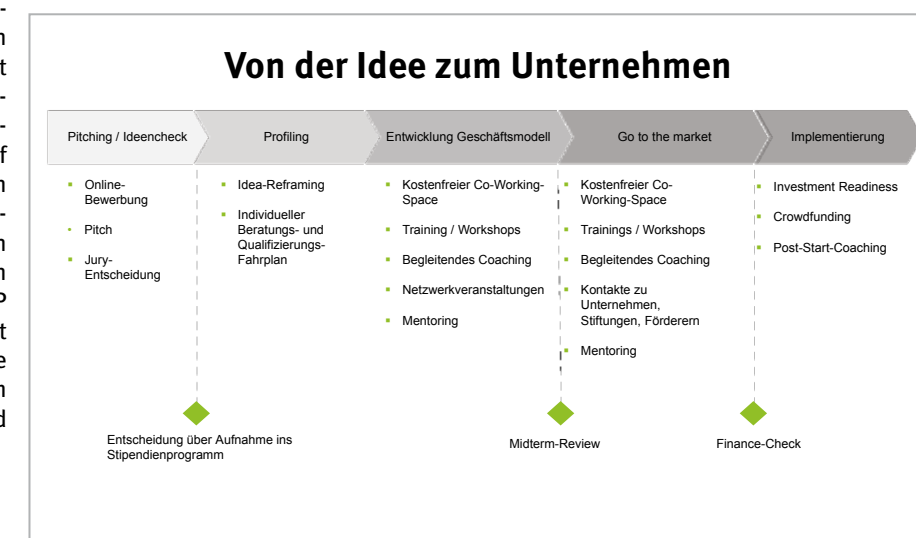 Von der Idee zum Unternehmen
Pitching / Ideencheck
Profiling
Entwicklung Geschäftsmodell
Go to the market
Implementierung
Online-
Bewerbung
Pitch
Jury-
Entscheidung
Idea-Reframing
Individueller
Beratungs- und
Qualifizierungs-
Fahrplan
Kostenfreier Co-Working-
Space
Training / Workshops
Begleitendes Coaching
Netzwerkveranstaltungen
Mentoring
Kostenfreier Co-
Working-Space
Trainings / Workshops
Begleitendes Coaching
Kontakte zu
Unternehmen,
Stiftungen, Förderern
Mentoring
Investment Readiness
Crowdfunding
Post-Start-Coaching
Entscheidung über Aufnahme ins
Stipendienprogramm
Midterm-Review
Finance-Check